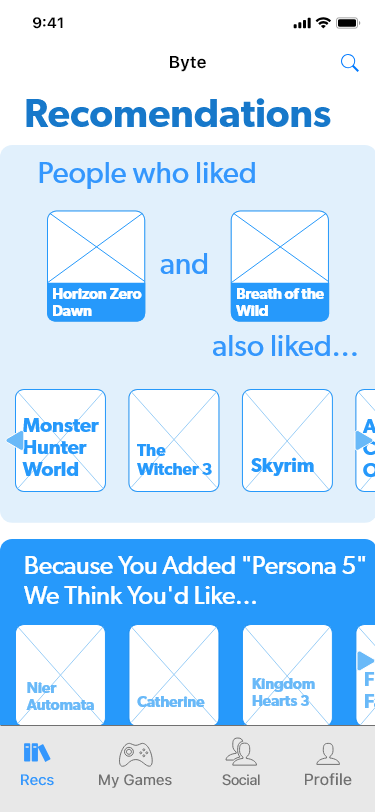 9:41
Byte
Recomendations
People who liked
Horizon Zero
Dawn
and
Breath of the
Wild
also liked...
Monster
Hunter
World
The
Witcher 3
Skyrim
A
C
O
Because You Added "Persona 5"
We Think You'd Like...
Nier
Automata
Catherine
Kingdom
Hearts 3
F
Fa
Recs
My Games
Social
Profile